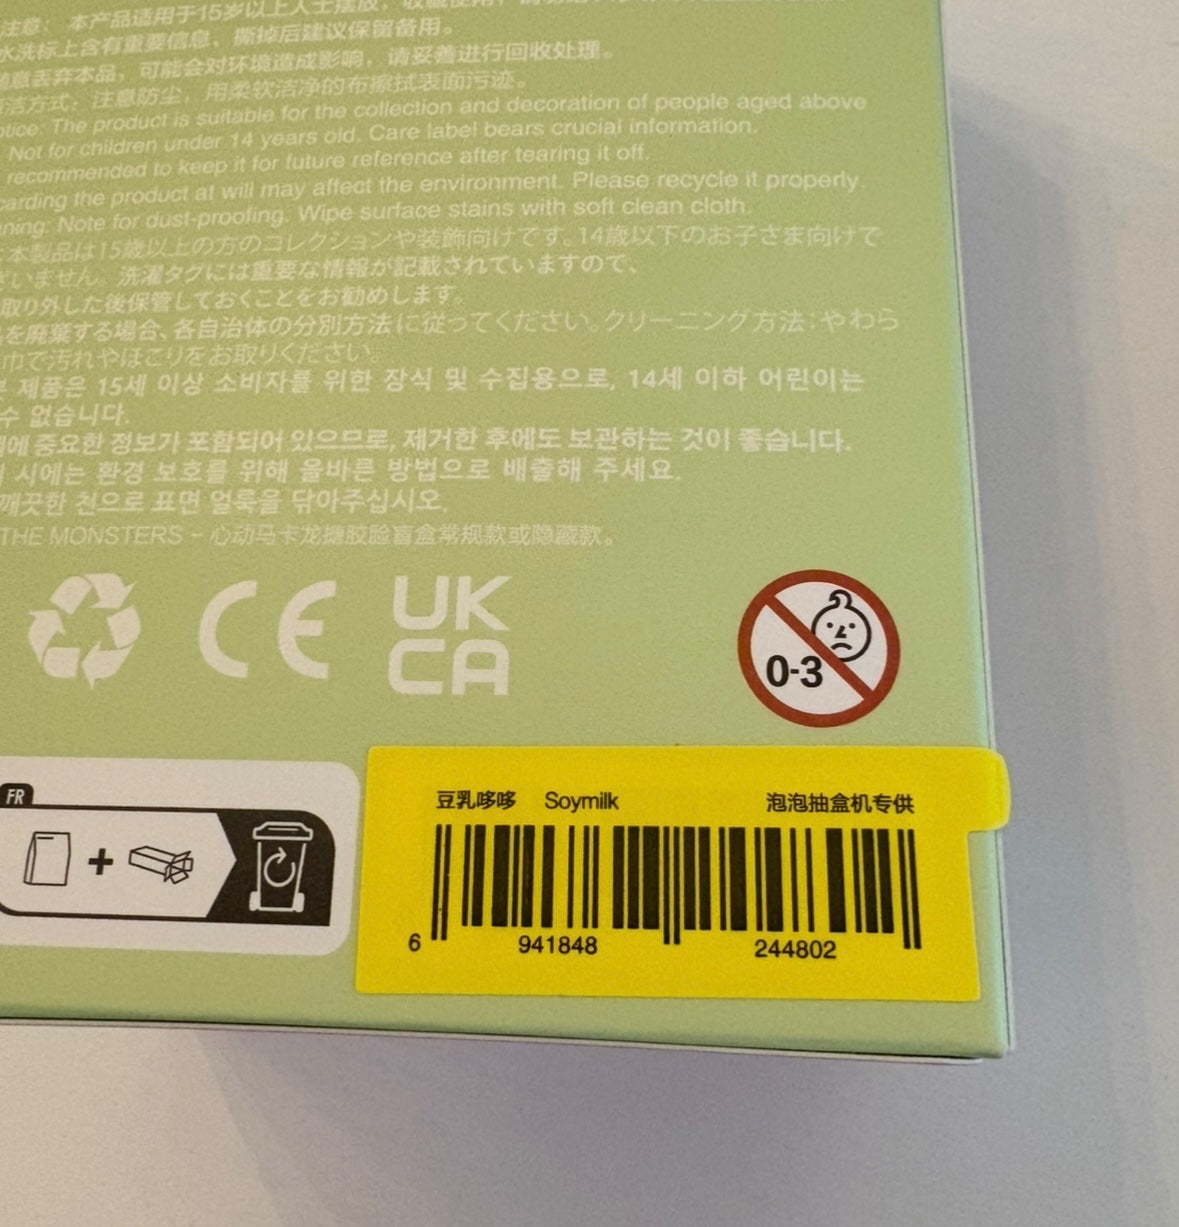 注意：本产品适用于15岁以上人士摆放、收藏使用，
水洗标上含有重要信息，撕掉后建议保留备用。
随意丢弃本品，可能会对环境造成影响，请妥善进行回收处理。
清洁方式：注意防尘，用柔软洁净的布擦拭表面污迹。
otice: The product is suitable for the collection and decoration of people aged above
Not for children under 14 years old. Care label bears crucial information.
recommended to keep it for future reference after tearing it off.
carding the product at will may affect the environment. Please recycle it properly.
aning: Note for dust-proofing. Wipe surface stains with soft clean cloth.
本製品は15歳以上の方のコレクションや装飾向けです。14歳以下のお子さま向けで
ざいません。洗濯タグには重要な情報が記載されていますので、
取り外した後保管しておくことをお勧めします。
を廃棄する場合、各自治体の分別方法に従ってください。クリーニング方法：やわら
巾で汚れやほこりをお取りください。
본 제품은 15세 이상 소비자를 위한 장식 및 수집용으로, 14세 이하 어린이는
수 없습니다.
에 중요한 정보가 포함되어 있으므로, 제거한 후에도 보관하는 것이 좋습니다.
시에는 환경 보호를 위해 올바른 방법으로 배출해 주세요.
깨끗한 천으로 표면 얼룩을 닦아주십시오.
THE MONSTERS - 心动马卡龙搪胶脸盲盒常规款或隐藏款。
CE UK
CA
0-3
FR
豆乳哆哆 Soymilk 泡泡抽盒机专供
6 941848 244802